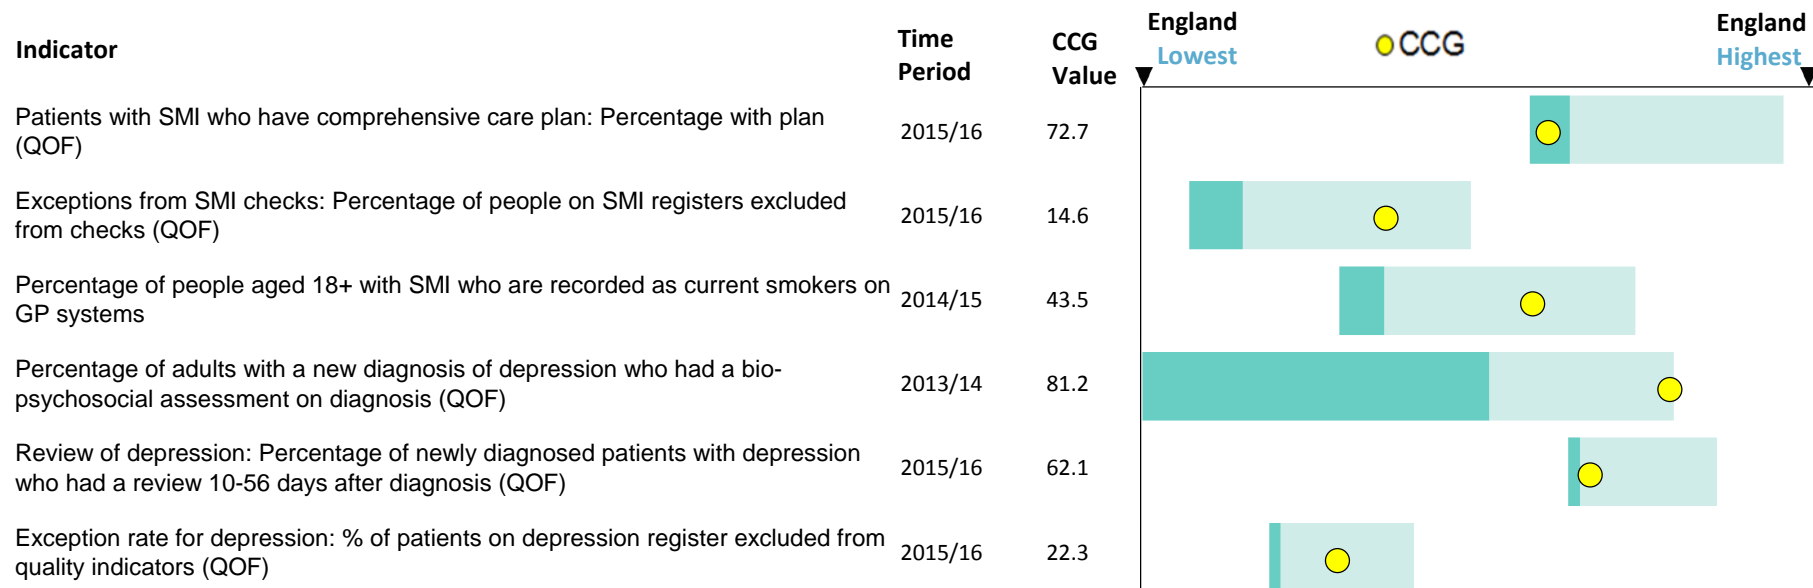 Indicator
Time Period
CCG Value
England Lowest
CCG
England Highest
Patients with SMI who have comprehensive care plan: Percentage with plan
(QOF)
2015/16
72.7
Exceptions from SMI checks: Percentage of people on SMI registers excluded
from checks (QOF)
2015/16
14.6
Percentage of people aged 18+ with SMI who are recorded as current smokers on
GP systems
2014/15
43.5
Percentage of adults with a new diagnosis of depression who had a bio-
psychosocial assessment on diagnosis (QOF)
2013/14
81.2
Review of depression: Percentage of newly diagnosed patients with depression
who had a review 10-56 days after diagnosis (QOF)
2015/16
62.1
Exception rate for depression: % of patients on depression register excluded from
quality indicators (QOF)
2015/16
22.3